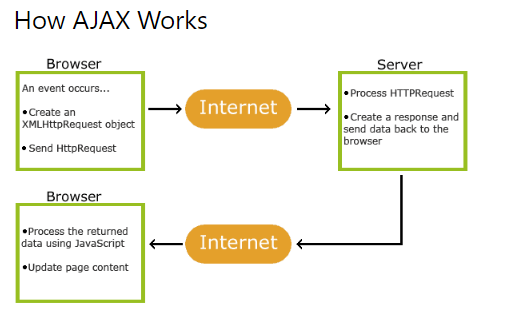 How AJAX Works
Browser
An event occurs...
•Create an
XMLHttpRequest object
• Send HttpRequest
Internet
Server
•Process HTTPRequest
•Create a response and
send data back to the
browser
Browser
•Process the returned
data using JavaScript
•Update page content
Internet